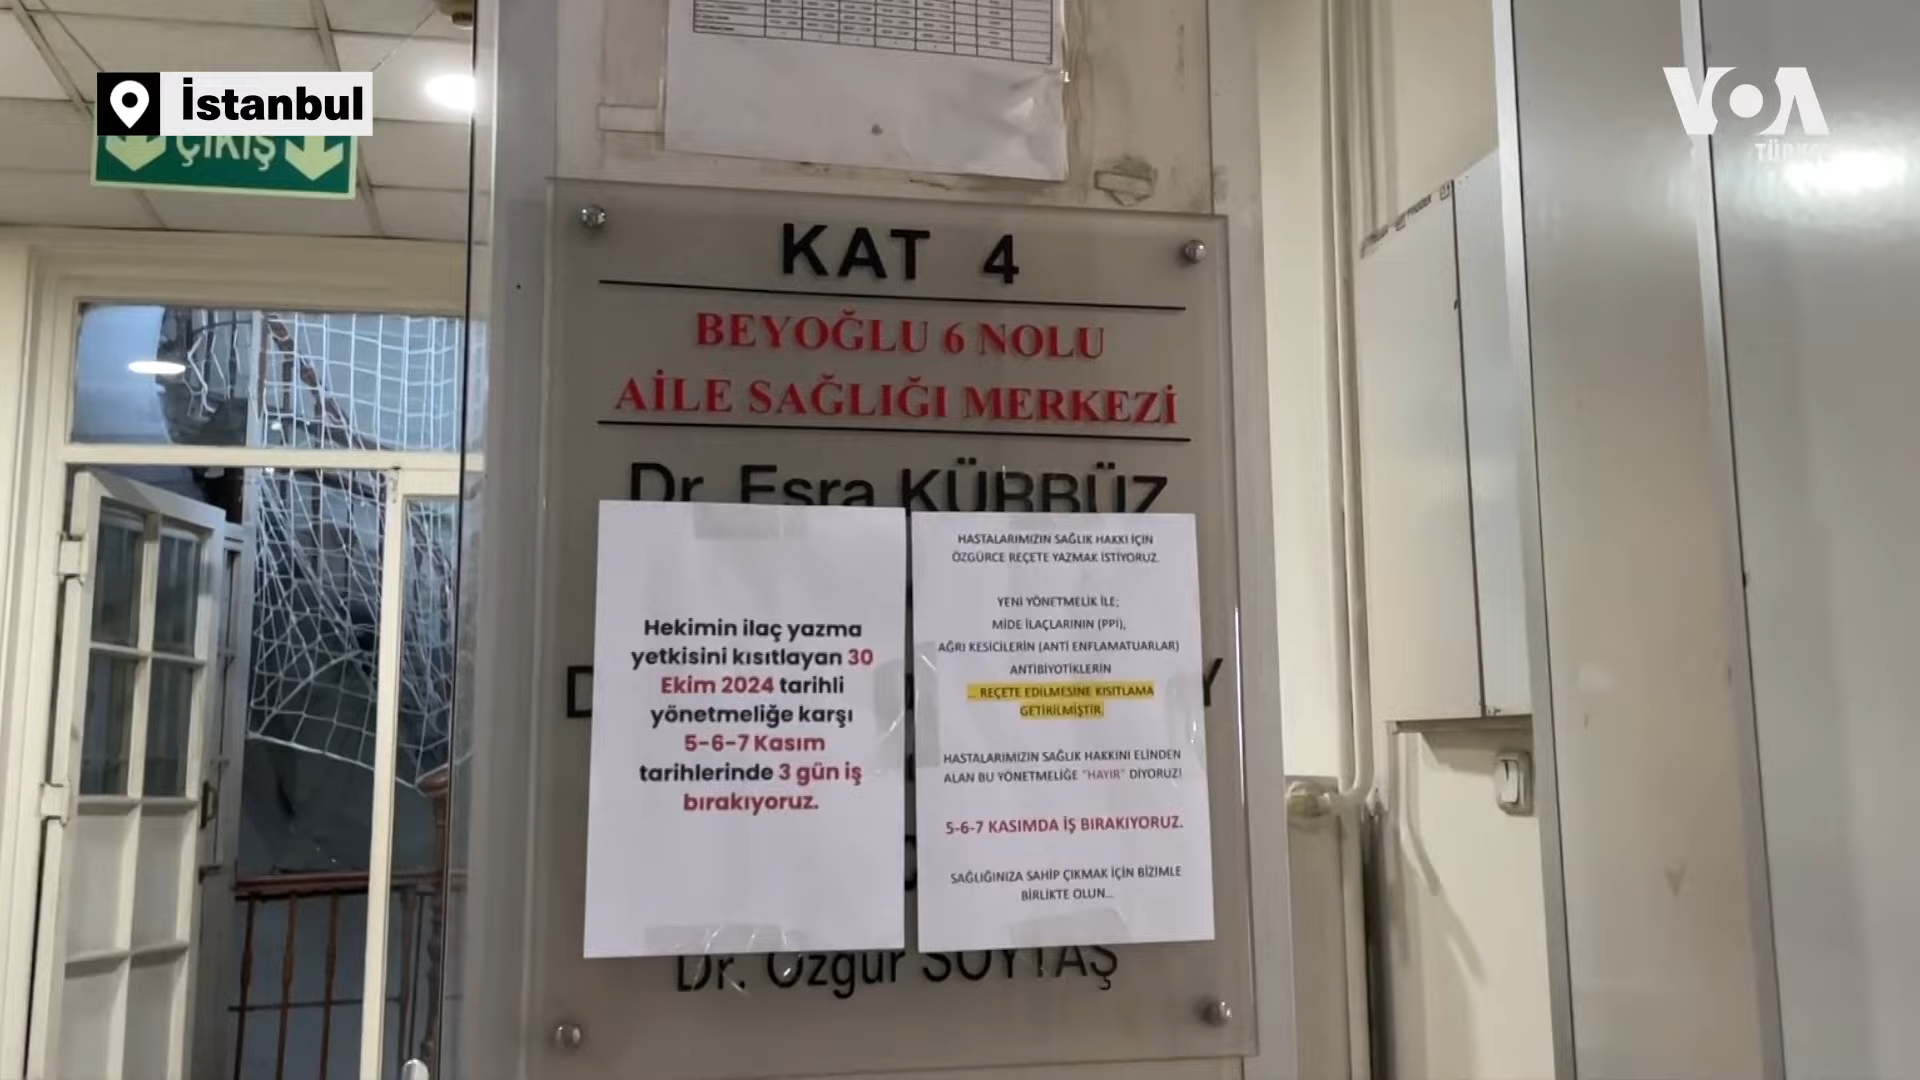 İstanbul
VOA
ÇIKIŞ
KAT 4
BEYOĞLU 6 NOLU
AİLE SAĞLIĞI MERKEZİ
Dr. Esra KÜRBÜZ
Hekimin ilaç yazma
yetkisini kısıtlayan 30
Ekim 2024 tarihli
yönetmeliğe karşı
5-6-7 Kasım
tarihlerinde 3 gün iş
bırakıyoruz.
HASTALARIMIZIN SAĞLIK HAKKI İÇİN
ÖZGÜRCE REÇETE YAZMAK İSTİYORUZ.
YENİ YÖNETMELİK İLE;
MİDE İLAÇLARININ (PPI),
AĞRI KESİCİLERİN (ANTİ ENFLAMATUARLAR)
ANTİBİYOTİKLERİN
... REÇETE EDİLMESİNE KISITLAMA
GETİRİLMİŞTİR.
HASTALARIMIZIN SAĞLIK HAKKINI ELİNDEN
ALAN BU YÖNETMELİĞE "HAYIR" DİYORUZ!
5-6-7 KASIMDA İŞ BIRAKIYORUZ.
SAĞLIĞINIZA SAHİP ÇIKMAK İÇİN BİZİMLE
BİRLİKTE OLUN...
Dr. Özgür SOYTAŞ